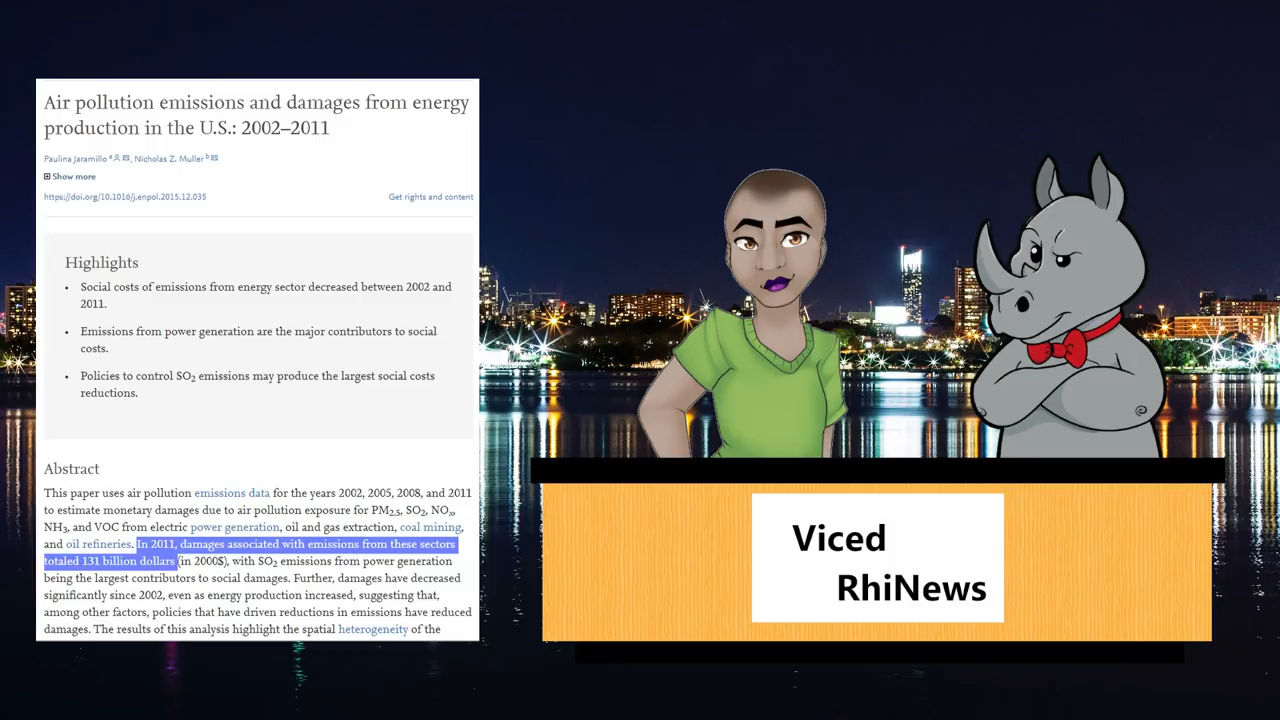 Air pollution emissions and damages from energy
production in the U.S.: 2002–2011
Paulina Jaramillo a, Nicholas Z. Muller b
Show more
https://doi.org/10.1016/j.enpol.2015.12.035
Get rights and content
Highlights
• Social costs of emissions from energy sector decreased between 2002 and
2011.
• Emissions from power generation are the major contributors to social
costs.
• Policies to control SO2 emissions may produce the largest social costs
reductions.
Abstract
This paper uses air pollution emissions data for the years 2002, 2005, 2008, and 2011
to estimate monetary damages due to air pollution exposure for PM2.5, SO2, NOx,
NH3, and VOC from electric power generation, oil and gas extraction, coal mining,
and oil refineries. In 2011, damages associated with emissions from these sectors
totaled 131 billion dollars (in 2000$), with SO2 emissions from power generation
being the largest contributors to social damages. Further, damages have decreased
significantly since 2002, even as energy production increased, suggesting that,
among other factors, policies that have driven reductions in emissions have reduced
damages. The results of this analysis highlight the spatial heterogeneity of the
Viced
RhiNews